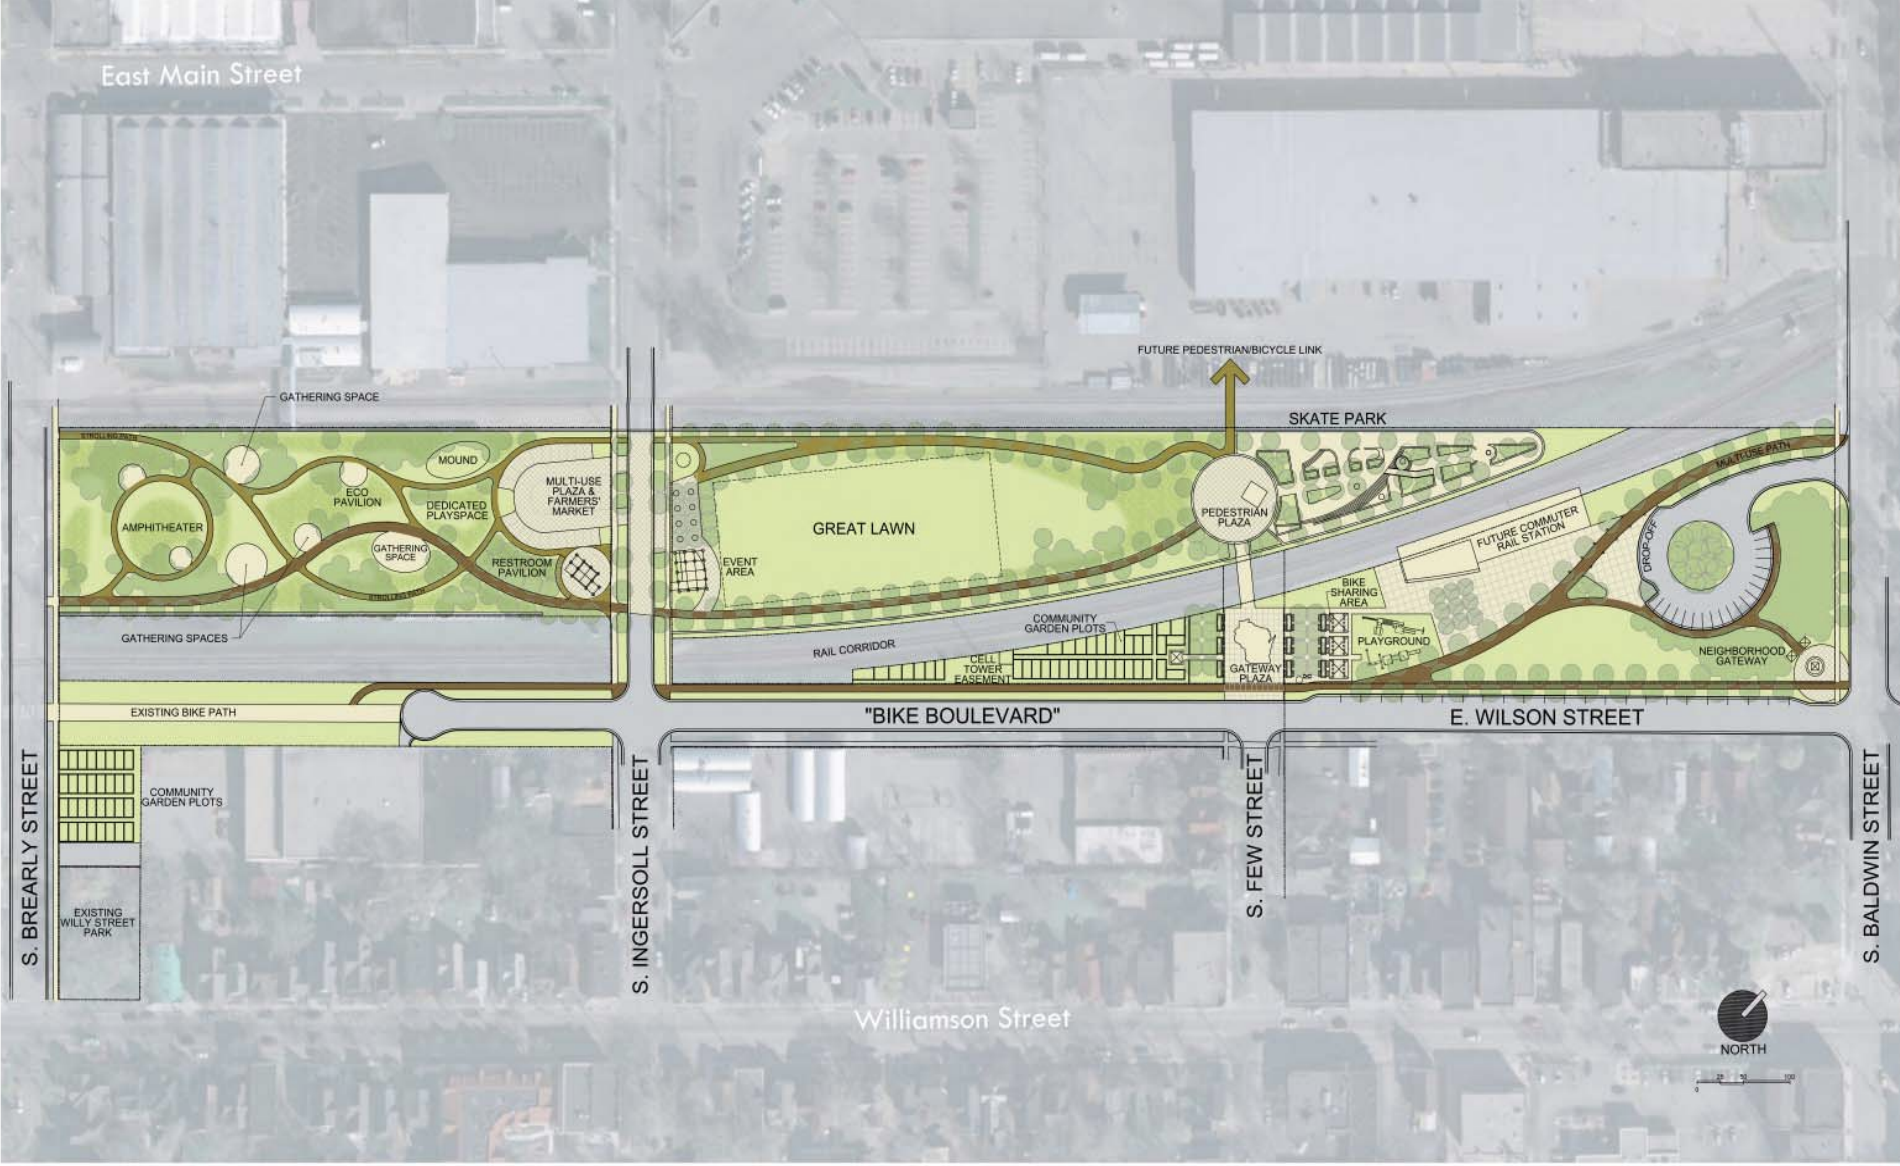 East Main Street
FUTURE PEDESTRIAN/BICYCLE LINK
GATHERING SPACE
SKATE PARK
STROLLING PATH
MOUND
MULTI-USE PATH
MULTI-USE
PLAZA &
FARMERS'
MARKET
ECO
PAVILION
DEDICATED
PLAYSPACE
AMPHITHEATER
GREAT LAWN
PEDESTRIAN
PLAZA
FUTURE COMMUTER
RAIL STATION
DROP-OFF
GATHERING
SPACE
RESTROOM
PAVILION
EVENT
AREA
STROLLING PATH
BIKE
SHARING
AREA
GATHERING SPACES
COMMUNITY
GARDEN PLOTS
PLAYGROUND
RAIL CORRIDOR
CELL
TOWER
EASEMENT
GATEWAY
PLAZA
NEIGHBORHOOD
GATEWAY
EXISTING BIKE PATH
"BIKE BOULEVARD"
E. WILSON STREET
S. BREARLY STREET
COMMUNITY
GARDEN PLOTS
S. INGERSOLL STREET
S. FEW STREET
S. BALDWIN STREET
EXISTING
WILLY STREET
PARK
Williamson Street
NORTH
0 25 50 100